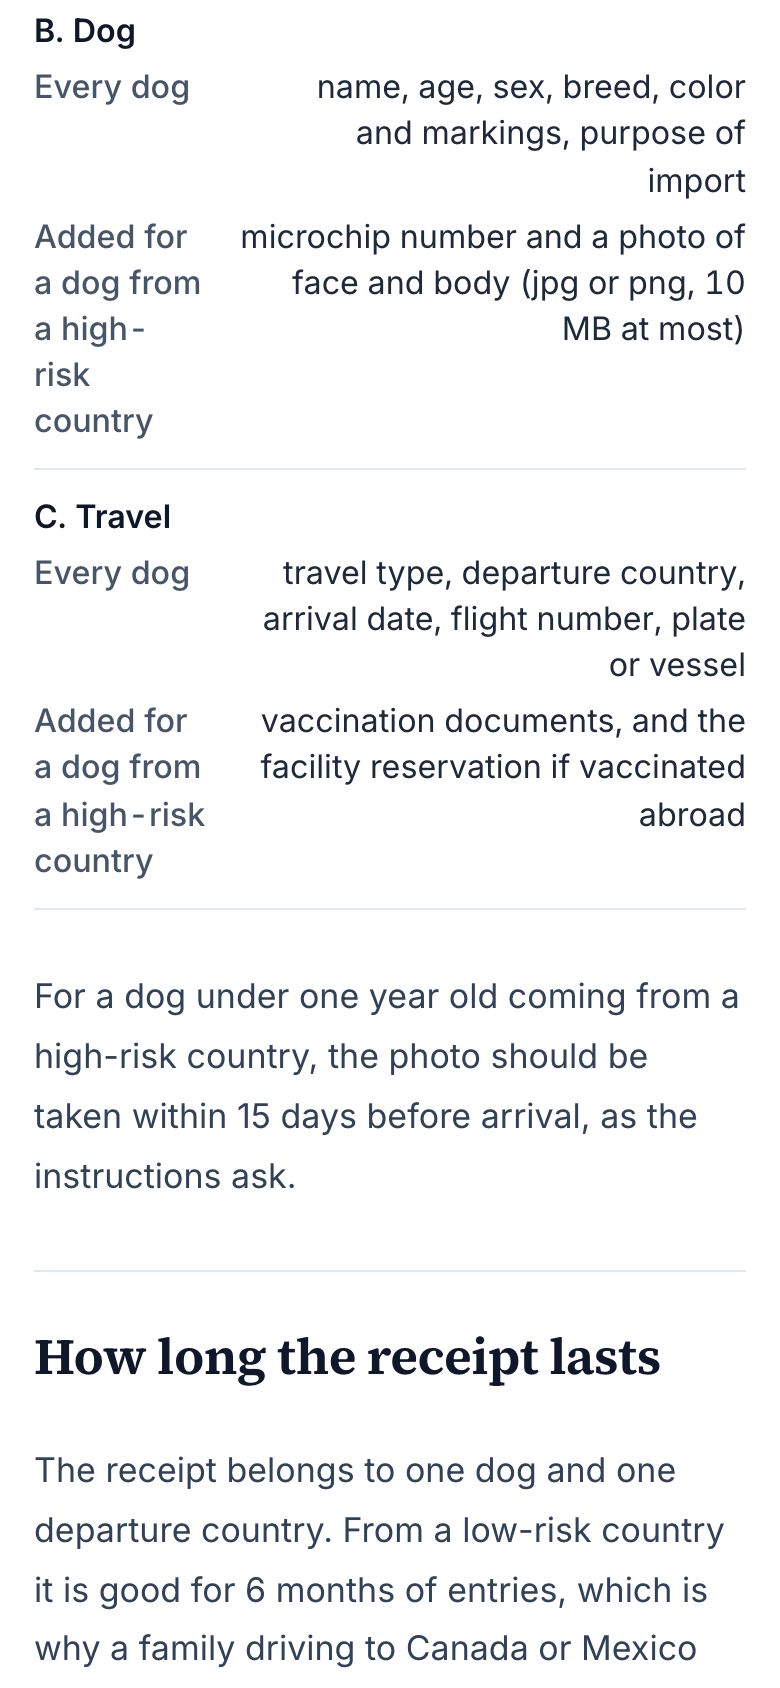 B. Dog
Every dog
name, age, sex, breed, color
and markings, purpose of
import
Added for
a dog from
a high-
risk
country
microchip number and a photo of
face and body (jpg or png, 10
MB at most)
C. Travel
Every dog
travel type, departure country,
arrival date, flight number, plate
or vessel
Added for
a dog from
a high-risk
country
vaccination documents, and the
facility reservation if vaccinated
abroad
For a dog under one year old coming from a
high-risk country, the photo should be
taken within 15 days before arrival, as the
instructions ask.
How long the receipt lasts
The receipt belongs to one dog and one
departure country. From a low-risk country
it is good for 6 months of entries, which is
why a family driving to Canada or Mexico